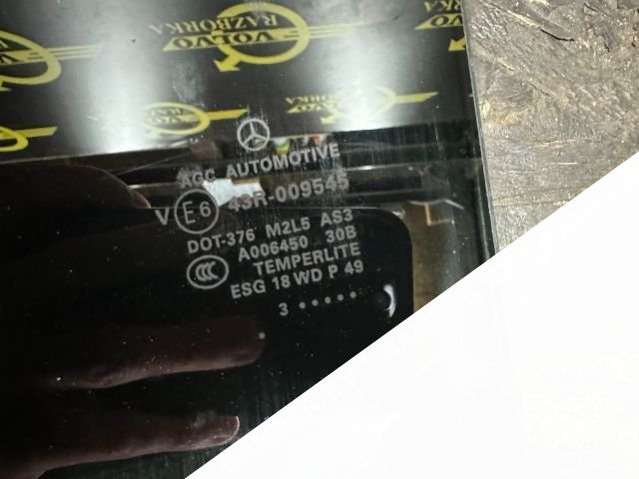 VOLVO
RAZBORKA
VOLVO
RAZBORKA
AGC AUTOMOTIVE
V E6 43R-009545
DOT-376 M2L5 AS3
A006450 30B
CCC TEMPERLITE
ESG 18 WD P 49
3 •••••